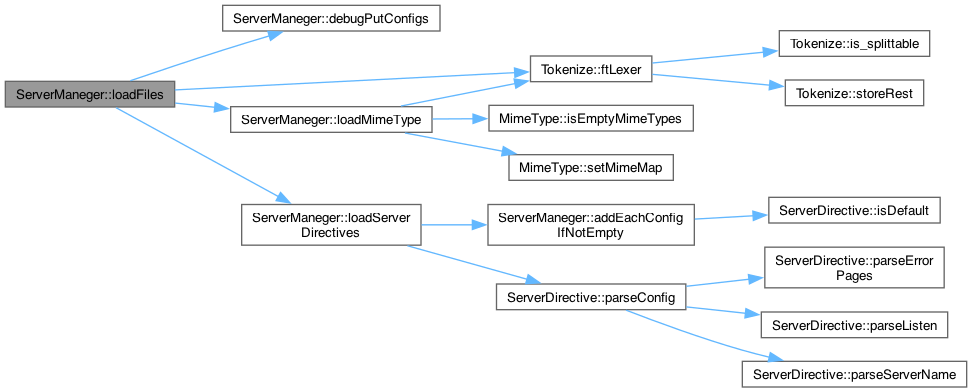 ServerManeger::debugPutConfigs
Tokenize::is_splittable
Tokenize::ftLexer
ServerManeger::loadFiles
Tokenize::storeRest
ServerManeger::loadMimeType
MimeType::isEmptyMimeTypes
MimeType::setMimeMap
ServerManeger::loadServer
Directives
ServerManeger::addEachConfig
IfNotEmpty
ServerDirective::isDefault
ServerDirective::parseError
Pages
ServerDirective::parseConfig
ServerDirective::parseListen
ServerDirective::parseServerName